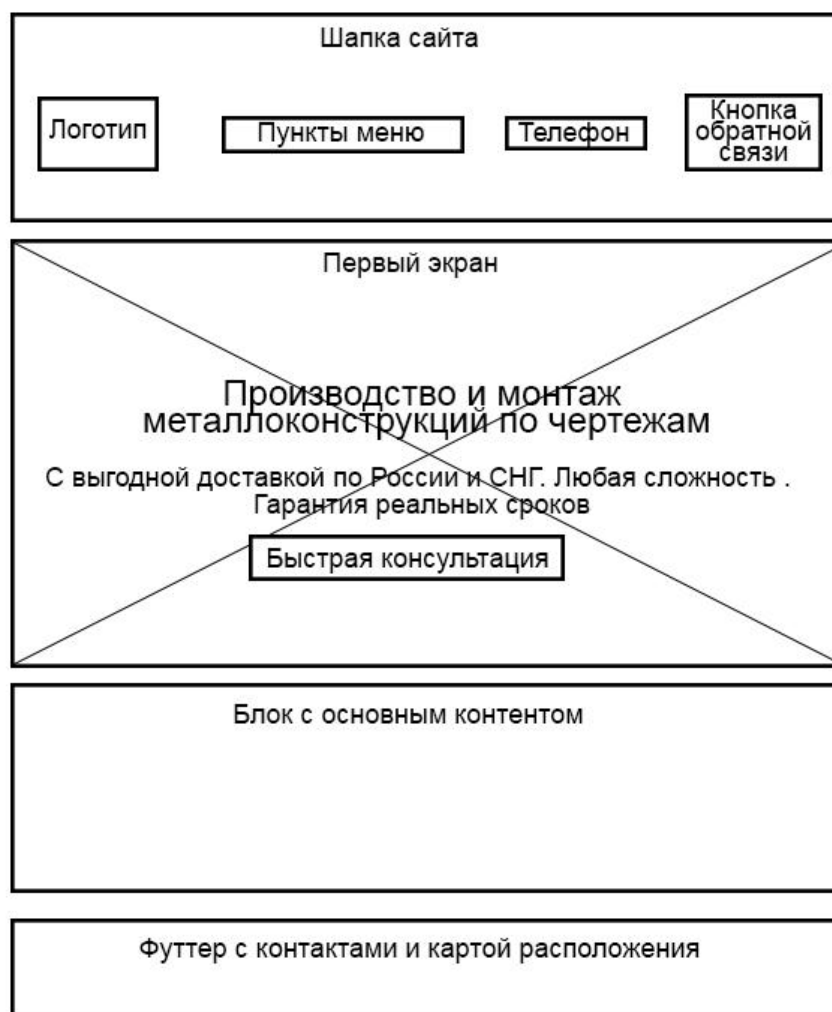 Шапка сайта
Логотип
Пункты меню
Телефон
Кнопка
обратной
связи
Первый экран
Производство и монтаж
металлоконструкций по чертежам
С выгодной доставкой по России и СНГ. Любая сложность .
Гарантия реальных сроков
Быстрая консультация
Блок с основным контентом
Футтер с контактами и картой расположения